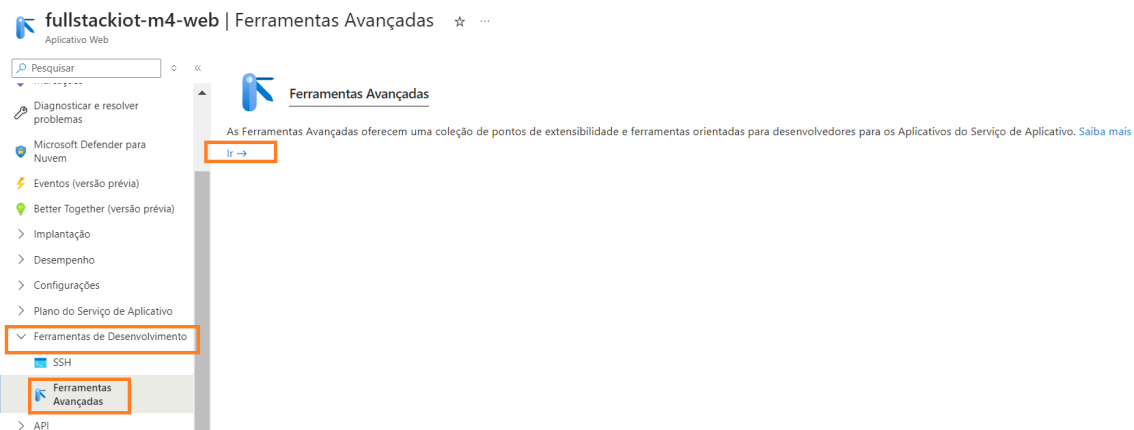 fullstackiot-m4-web | Ferramentas Avançadas
Aplicativo Web
Pesquisar
Diagnosticar e resolver
problemas
Microsoft Defender para
Nuvem
Eventos (versão prévia)
Better Together (versão prévia)
Implantação
Desempenho
Configurações
Plano do Serviço de Aplicativo
Ferramentas de Desenvolvimento
SSH
Ferramentas
Avançadas
API
Ferramentas Avançadas
As Ferramentas Avançadas oferecem uma coleção de pontos de extensibilidade e ferramentas orientadas para desenvolvedores para os Aplicativos do Serviço de Aplicativo. Saiba mais
Ir →